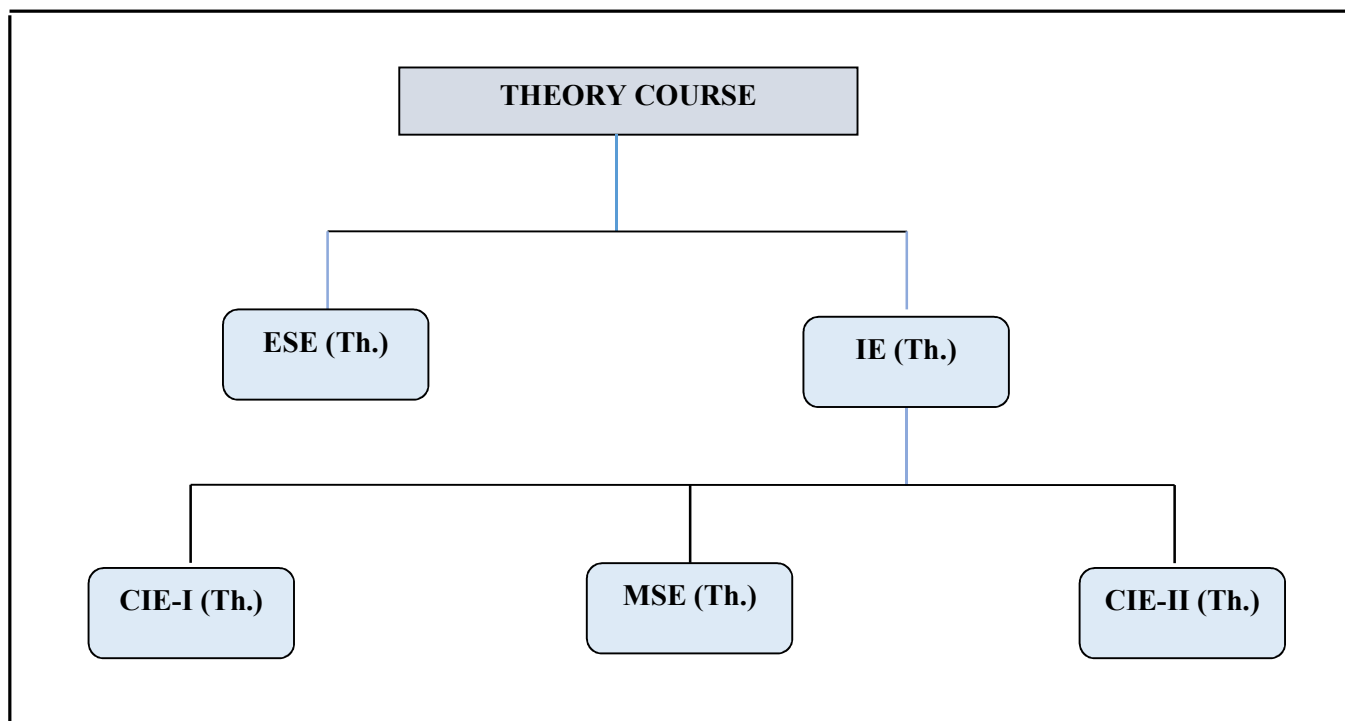 THEORY COURSE
ESE (Th.)
IE (Th.)
CIE-I (Th.)
MSE (Th.)
CIE-II (Th.)